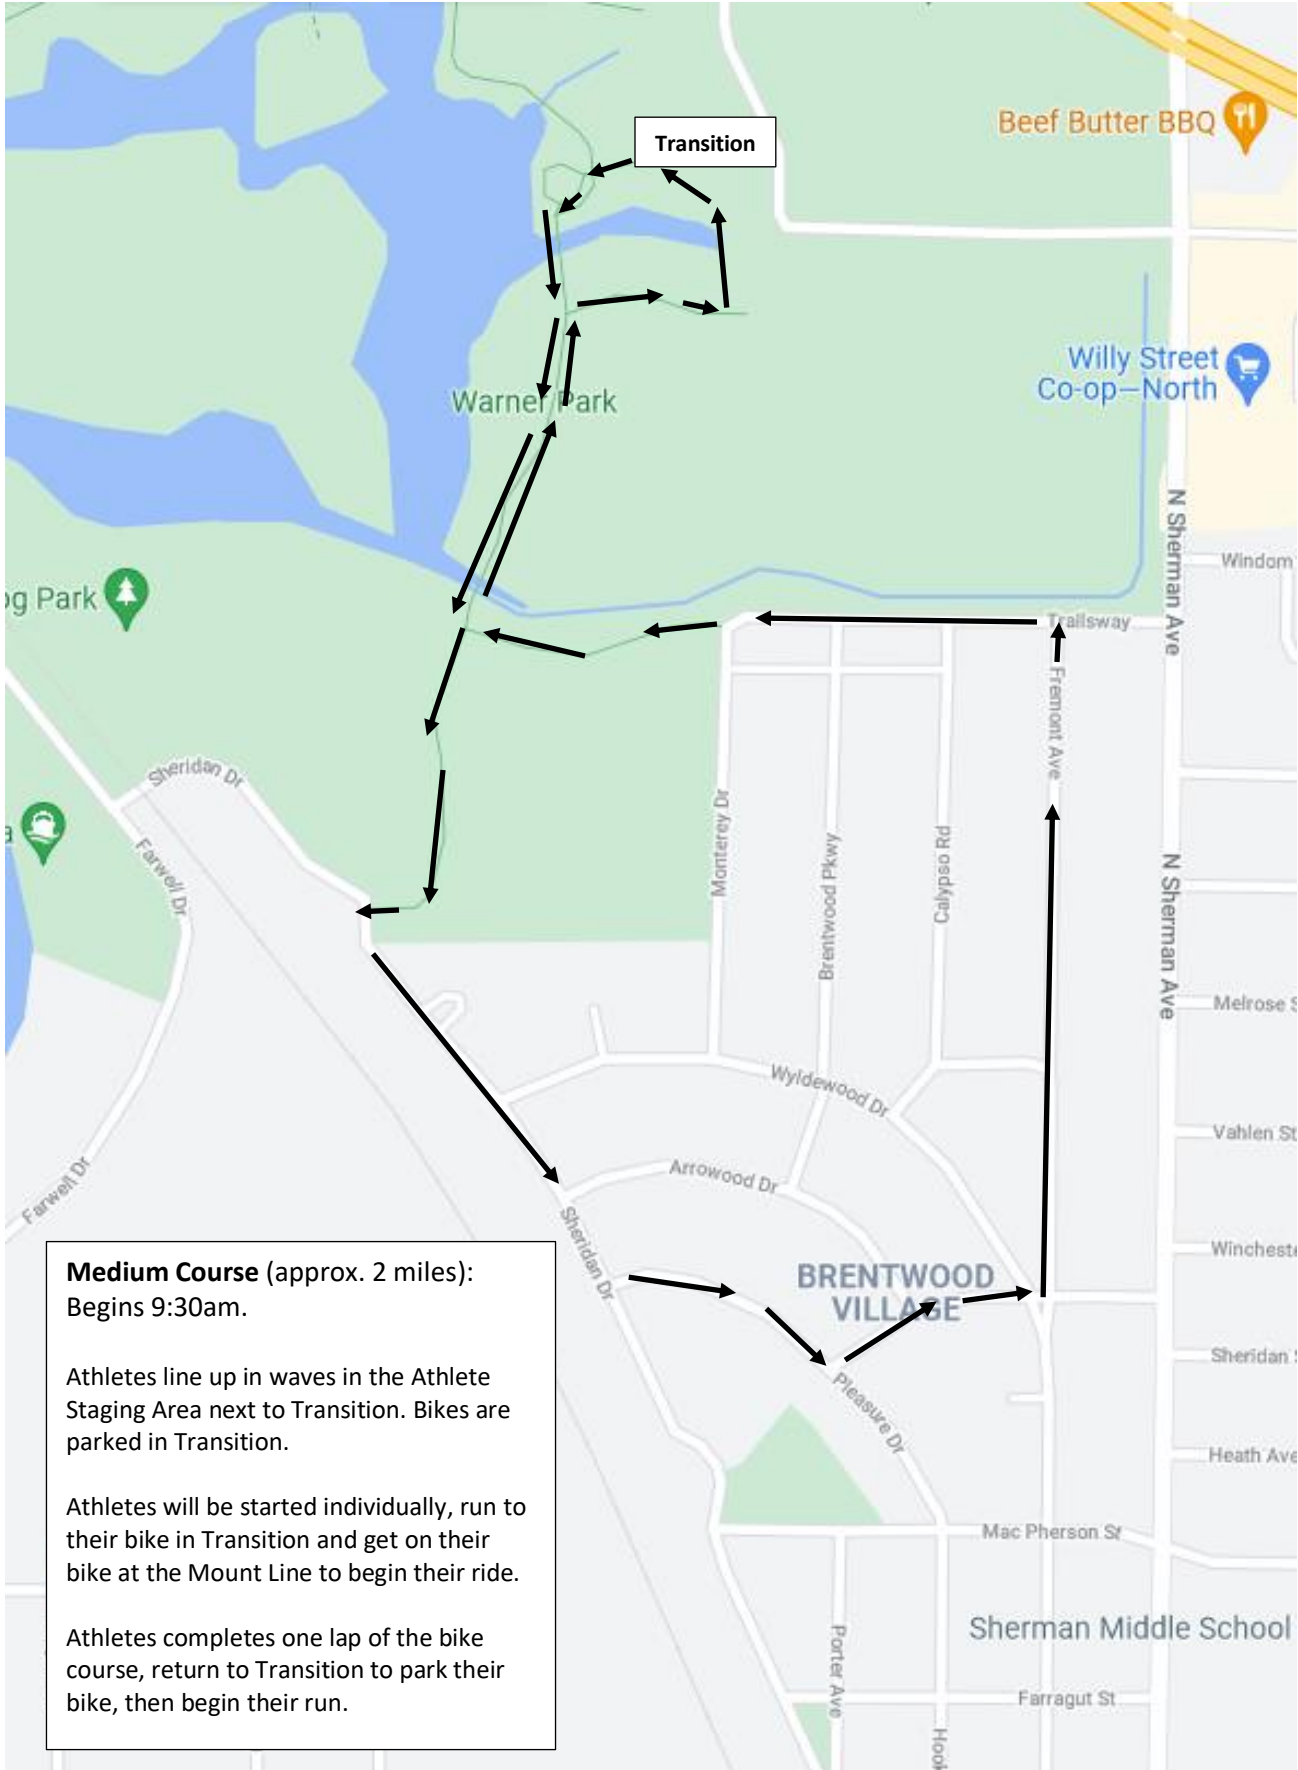 Beef Butter BBQ
Transition
Willy Street
Co-op—North
Warner Park
N Sherman Ave
Windom
og Park
Trailsway
Fremont Ave
Sheridan Dr
a
Farwell Dr
Monterey Dr
Brentwood Pkwy
Calypso Rd
N Sherman Ave
Melrose S
Wyldewood Dr
Vahlen St
Arrowood Dr
Farwell Dr
Sheridan Dr
Wincheste
BRENTWOOD
VILLAGE
Sheridan S
Pleasure Dr
Heath Ave
Mac Pherson St
Sherman Middle School
Porter Ave
Farragut St
Hook
Medium Course (approx. 2 miles):
Begins 9:30am.
Athletes line up in waves in the Athlete
Staging Area next to Transition. Bikes are
parked in Transition.
Athletes will be started individually, run to
their bike in Transition and get on their
bike at the Mount Line to begin their ride.
Athletes completes one lap of the bike
course, return to Transition to park their
bike, then begin their run.